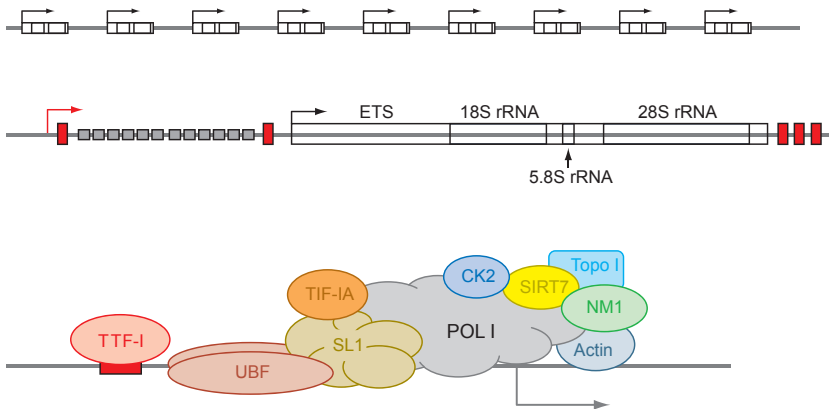 ETS 18S rRNA 28S rRNA
5.8S rRNA
TIF-IA
CK2
SIRT7
Topo I
NM1
TTF-I
SL1
POL I
Actin
UBF